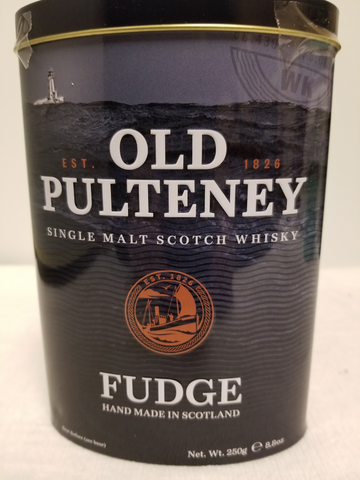 OLD
EST. 1826
PULTENEY
SINGLE MALT SCOTCH WHISKY
EST. 1826
FUDGE
HAND MADE IN SCOTLAND
Net. Wt. 250g ℮ 8.8oz